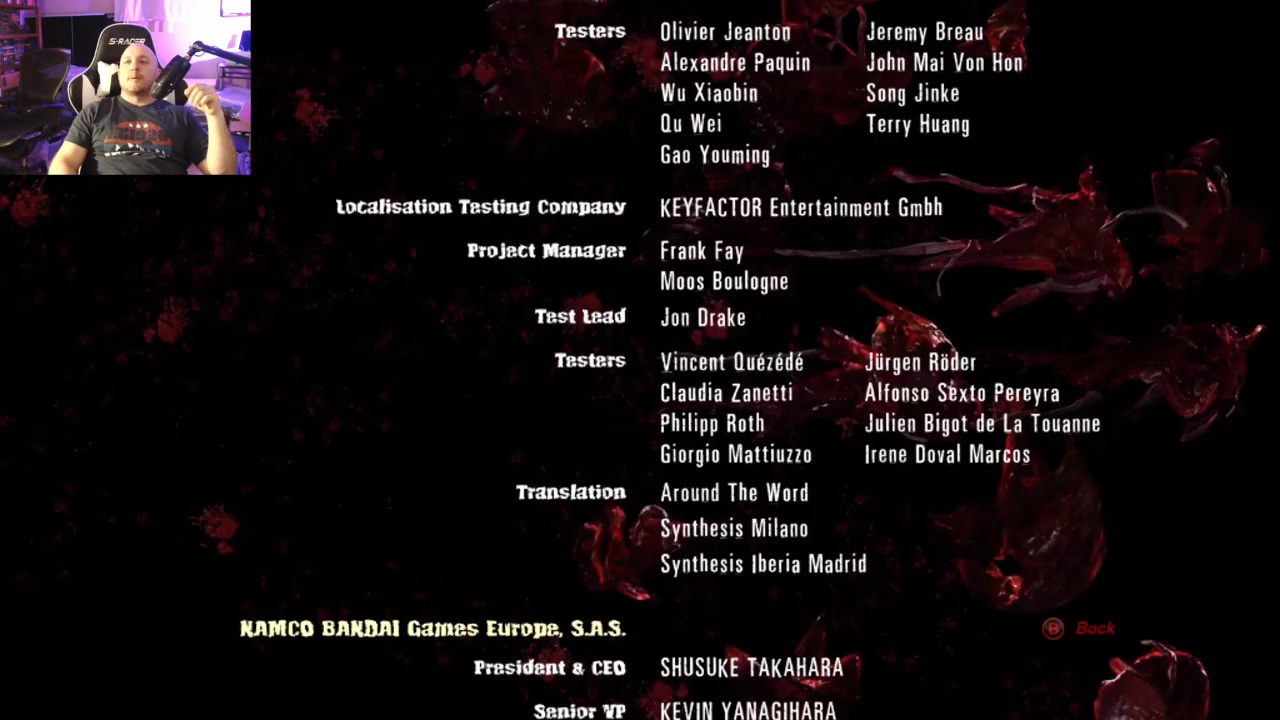 S-RACER
Testers Olivier Jeanton Jeremy Breau
Alexandre Paquin John Mai Von Hon
Wu Xiaobin Song Jinke
Qu Wei Terry Huang
Gao Youming
Localisation Testing Company KEYFACTOR Entertainment Gmbh
Project Manager Frank Fay
Moos Boulogne
Test Lead Jon Drake
Testers Vincent Quézédé Jürgen Röder
Claudia Zanetti Alfonso Sexto Pereyra
Philipp Roth Julien Bigot de La Touanne
Giorgio Mattiuzzo Irene Doval Marcos
Translation Around The Word
Synthesis Milano
Synthesis Iberia Madrid
NAMCO BANDAI Games Europe, S.A.S.
B Back
President & CEO SHUSUKE TAKAHARA
Senior VP KEVIN YANAGIHARA